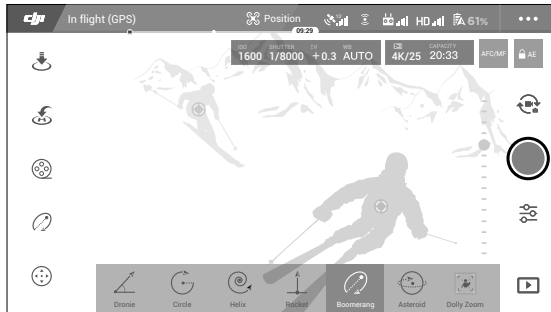 dji In flight (GPS) Position HD 61%
09:29
ISO SHUTTER EV WB CAPACITY
1600 1/8000 +0.3 AUTO 4K/25 20:33 AFC/MF AE
Dronie Circle Helix Rocket Boomerang Asteroid Dolly Zoom